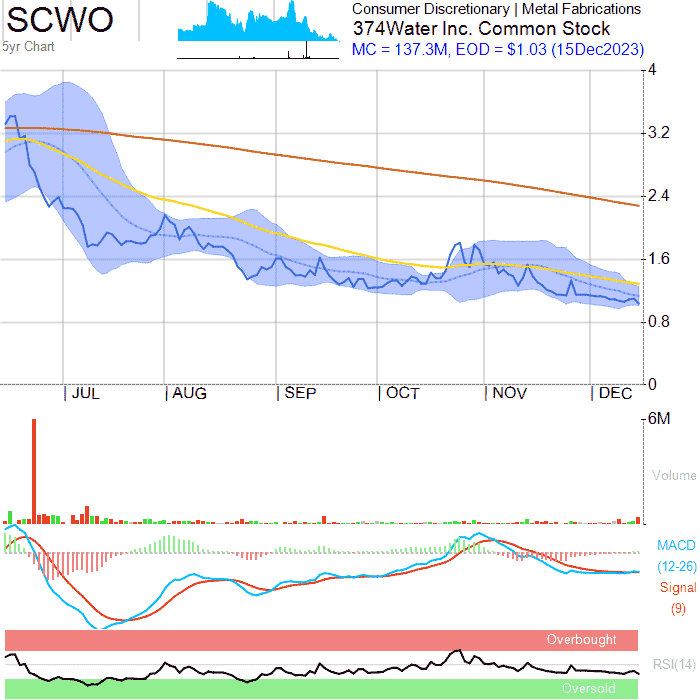 SCWO
5yr Chart
Consumer Discretionary | Metal Fabrications
374Water Inc. Common Stock
MC = 137.3M, EOD = $1.03 (15Dec2023)
4
3.2
2.4
1.6
0.8
0
JUL AUG SEP OCT NOV DEC
6M
Volume
MACD
(12-26)
Signal
(9)
Overbought
RSI(14)
Oversold